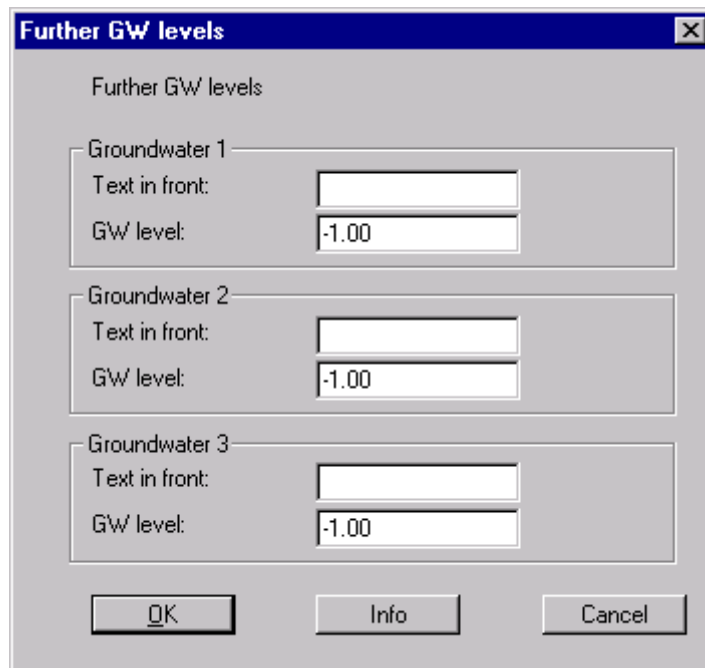 Further GW levels
Further GW levels
Groundwater 1
Text in front:
GW level: -1.00
Groundwater 2
Text in front:
GW level: -1.00
Groundwater 3
Text in front:
GW level: -1.00
OK Info Cancel